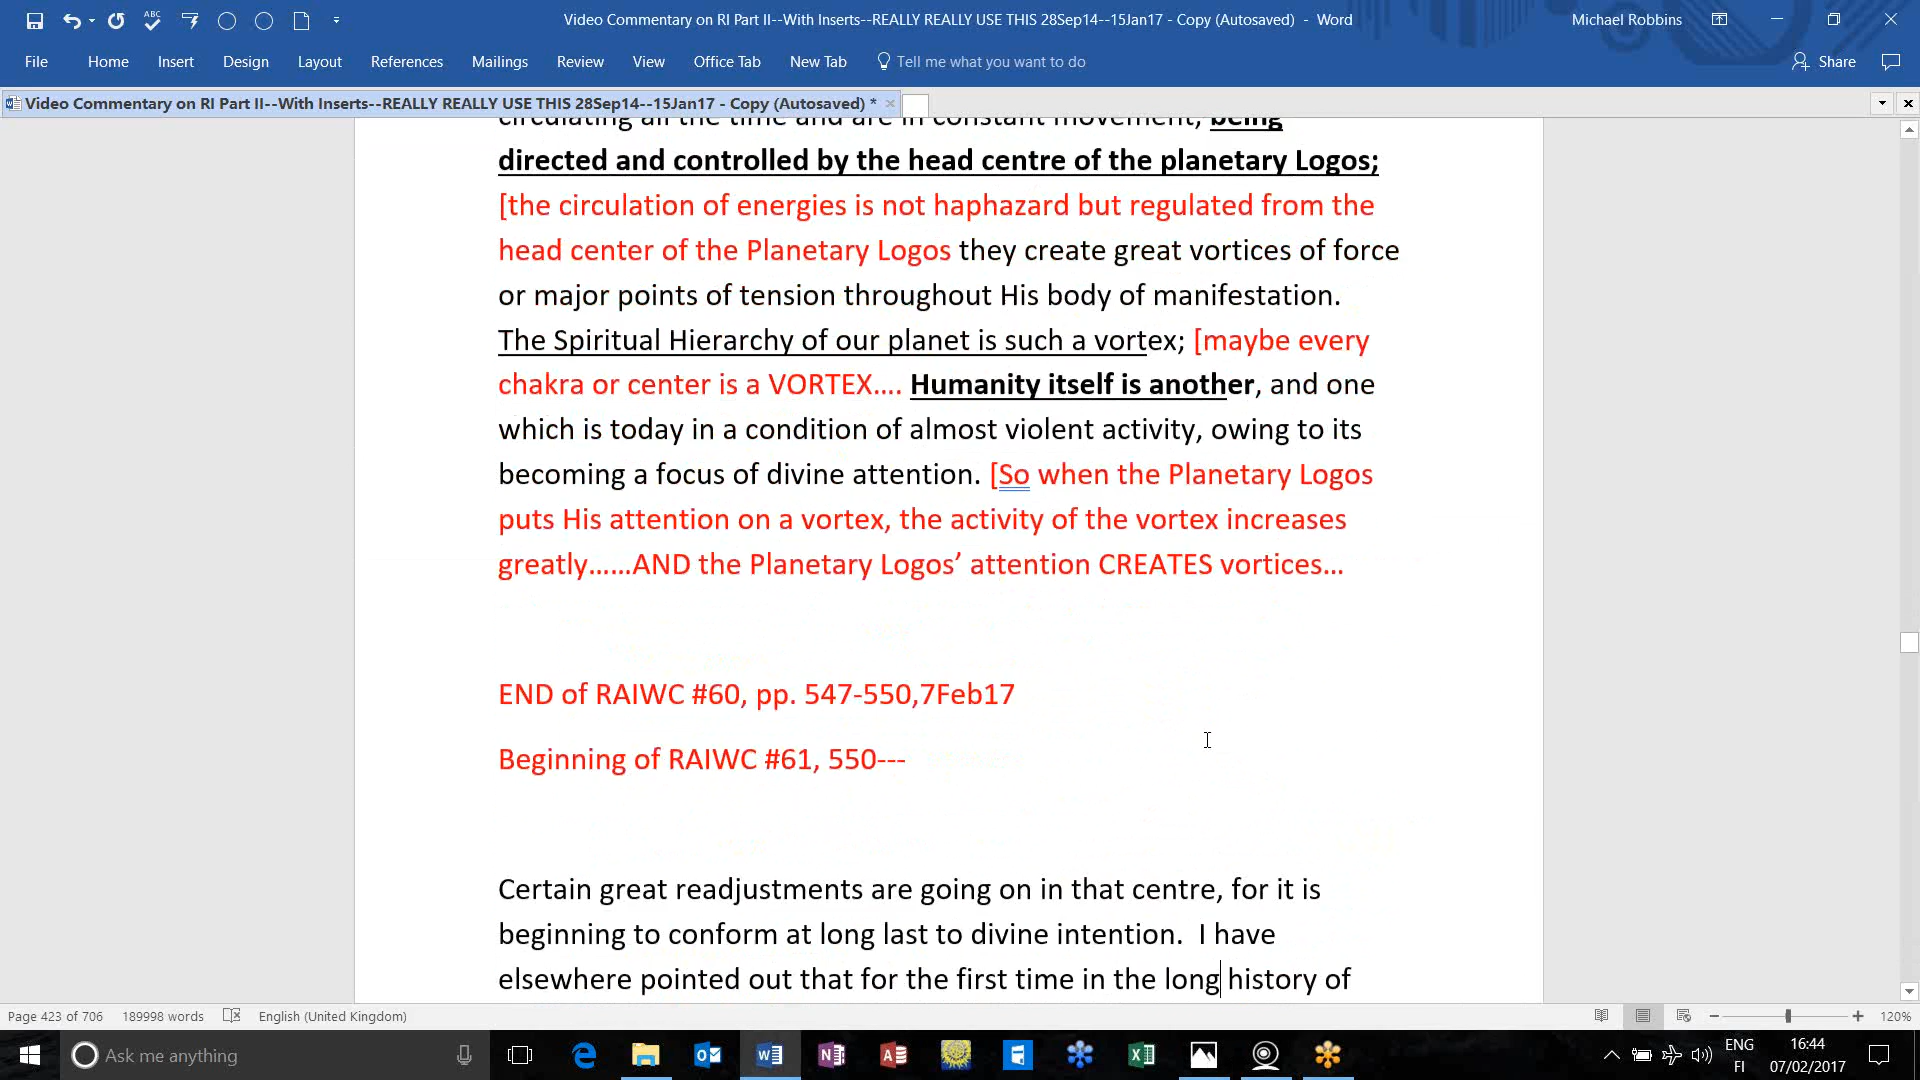 Video Commentary on RI Part II--With Inserts--REALLY REALLY USE THIS 28Sep14--15Jan17 - Copy (Autosaved) - Word
Michael Robbins
File Home Insert Design Layout References Mailings Review View Office Tab New Tab Tell me what you want to do Share
Video Commentary on RI Part II--With Inserts--REALLY REALLY USE THIS 28Sep14--15Jan17 - Copy (Autosaved) *
circulating all the time and are in constant movement, being
directed and controlled by the head centre of the planetary Logos;
[the circulation of energies is not haphazard but regulated from the
head center of the Planetary Logos they create great vortices of force
or major points of tension throughout His body of manifestation.
The Spiritual Hierarchy of our planet is such a vortex; [maybe every
chakra or center is a VORTEX.... Humanity itself is another, and one
which is today in a condition of almost violent activity, owing to its
becoming a focus of divine attention. [So when the Planetary Logos
puts His attention on a vortex, the activity of the vortex increases
greatly......AND the Planetary Logos’ attention CREATES vortices...
END of RAIWC #60, pp. 547-550,7Feb17
Beginning of RAIWC #61, 550---
Certain great readjustments are going on in that centre, for it is
beginning to conform at long last to divine intention.  I have
elsewhere pointed out that for the first time in the long history of
Page 423 of 706 189998 words English (United Kingdom) 120%
Ask me anything
ENG
FI
16:44
07/02/2017